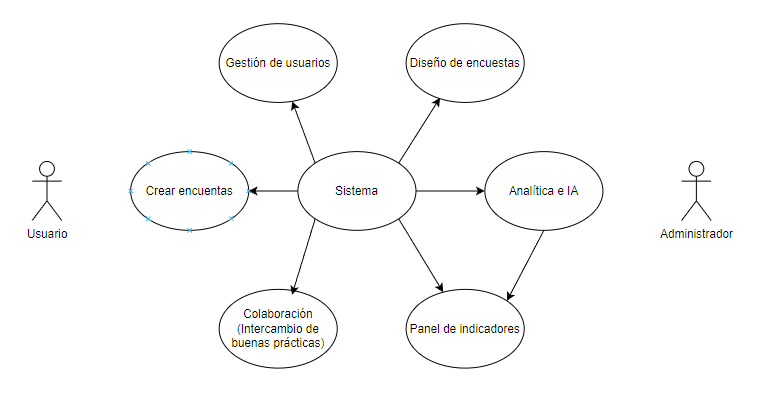 Gestión de usuarios
Diseño de encuestas
Crear encuentas
Sistema
Analítica e IA
Usuario
Administrador
Colaboración
(Intercambio de
buenas prácticas)
Panel de indicadores